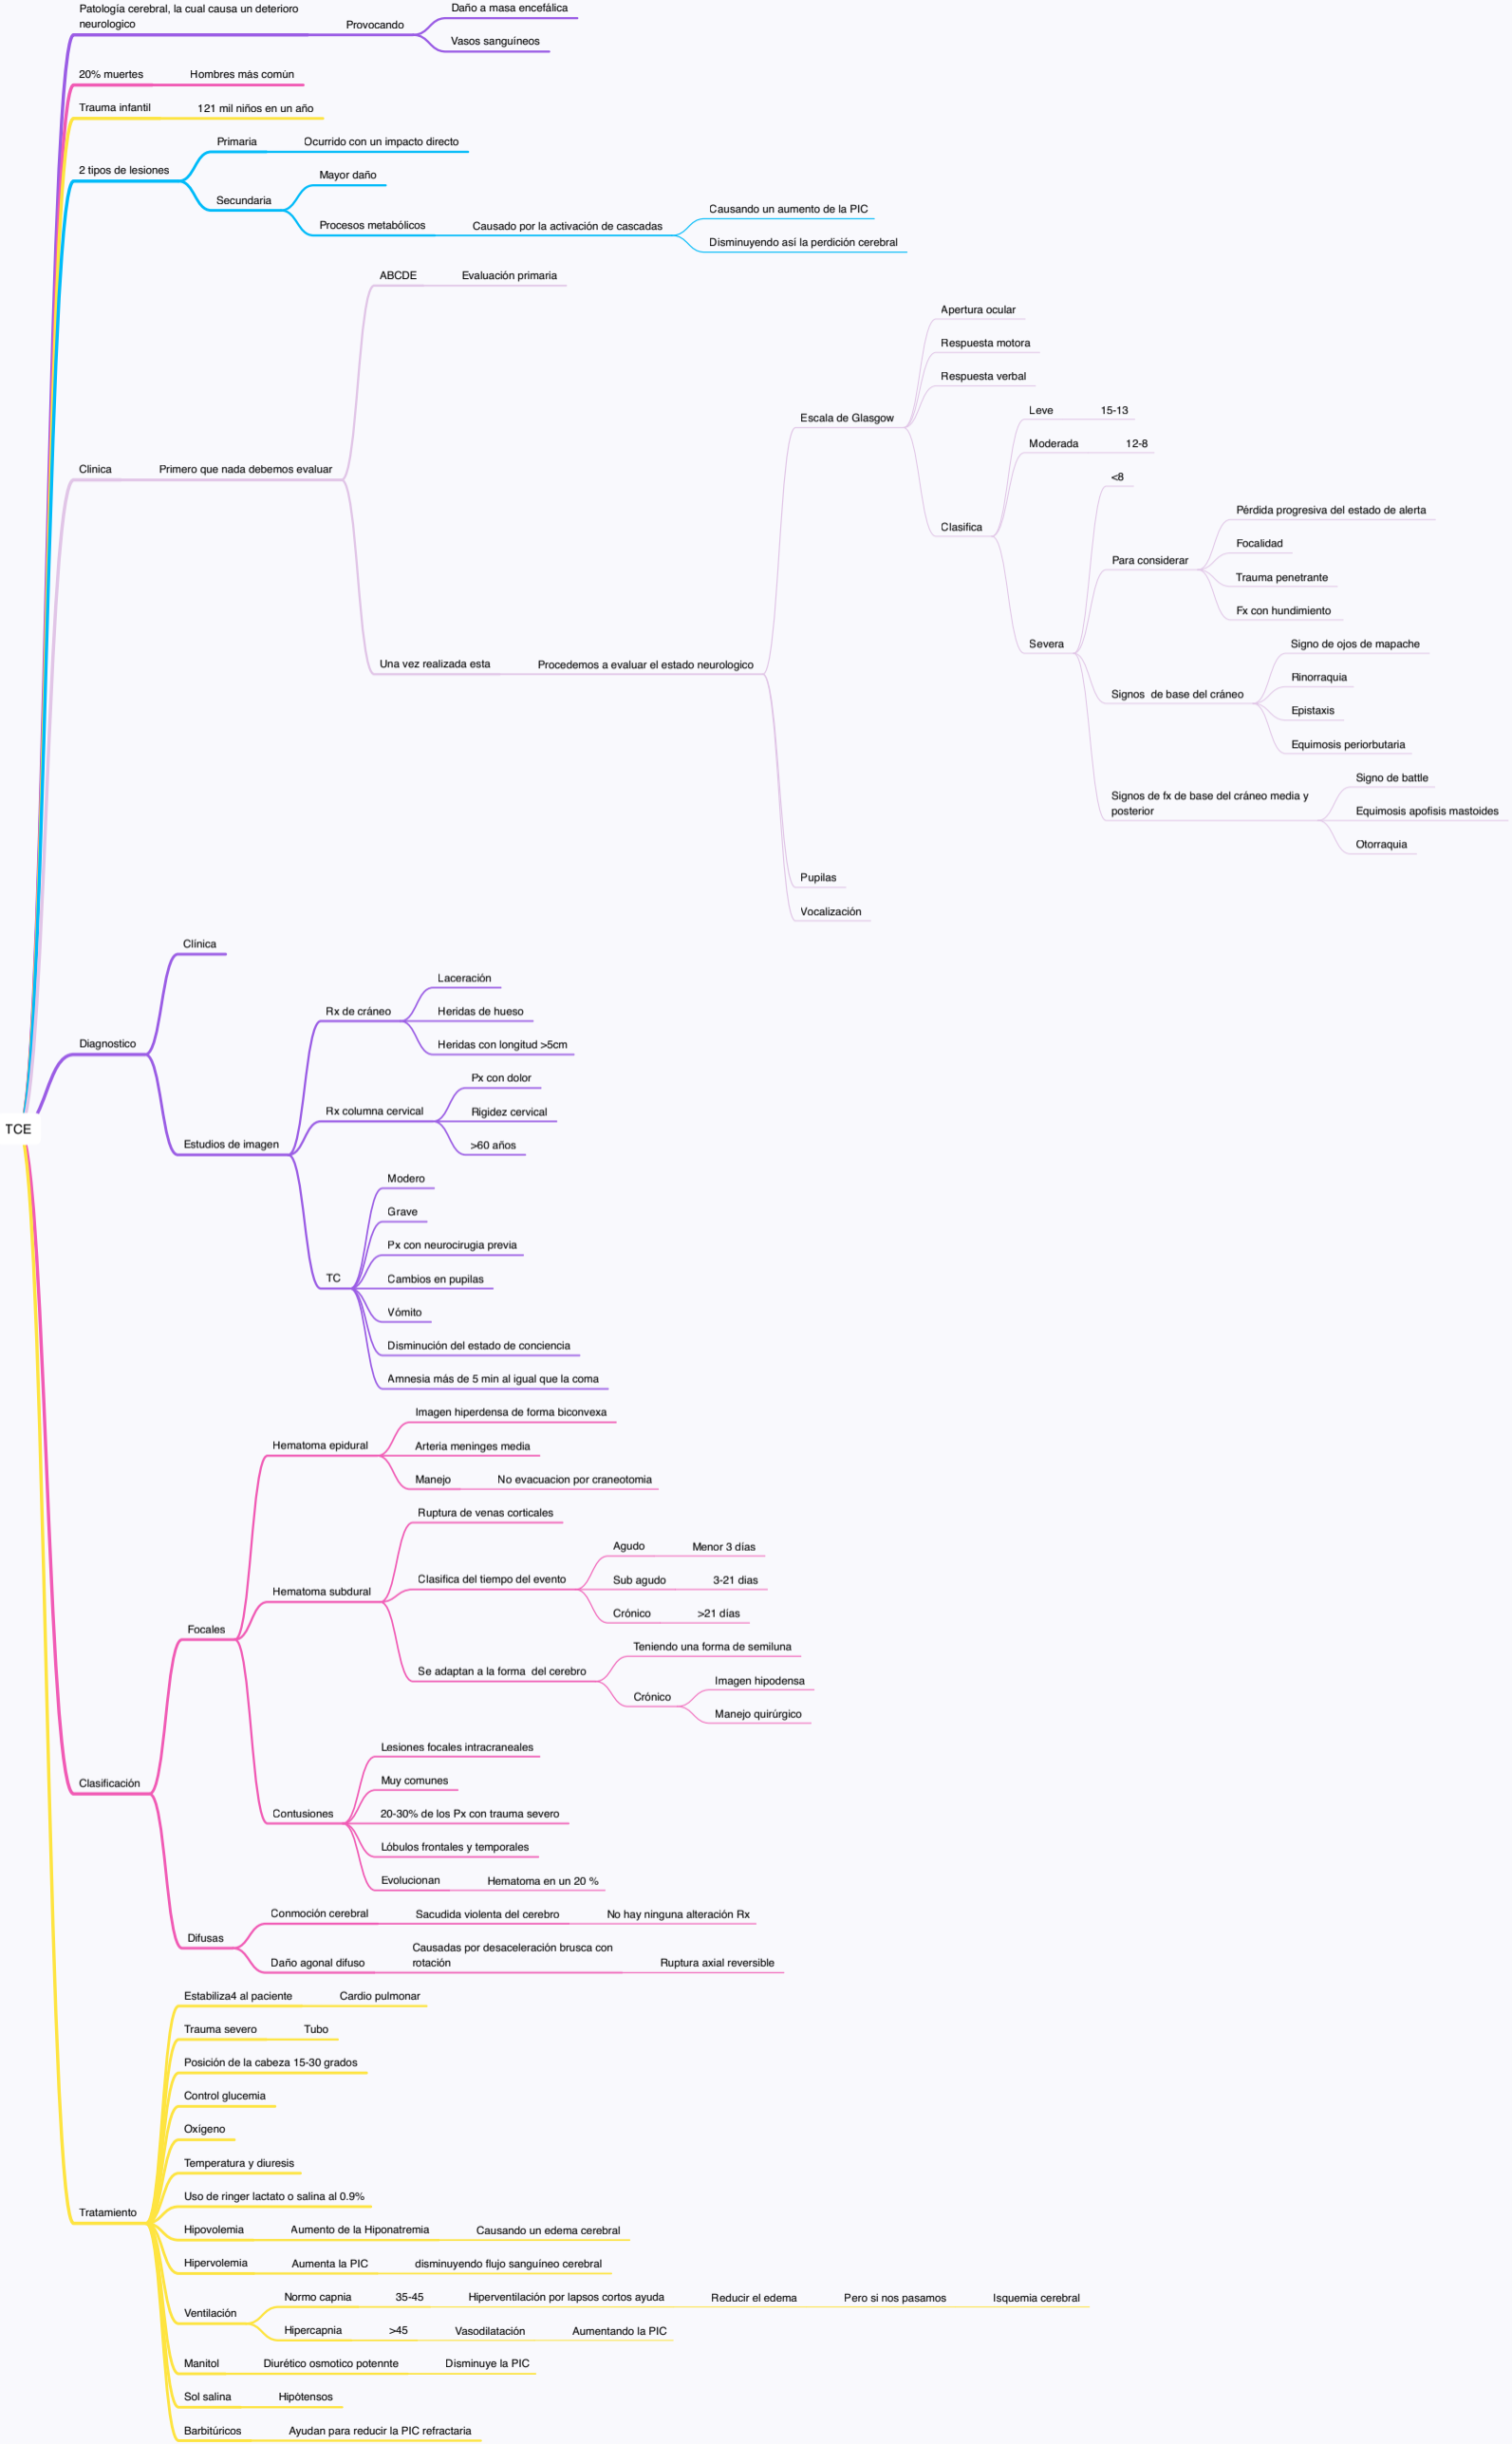 TCE
Patología cerebral, la cual causa un deterioro
neurologico
Provocando
Daño a masa encefálica
Vasos sanguíneos
20% muertes
Hombres más común
Trauma infantil
121 mil niños en un año
2 tipos de lesiones
Primaria
Ocurrido con un impacto directo
Secundaria
Mayor daño
Procesos metabólicos
Causado por la activación de cascadas
Causando un aumento de la PIC
Disminuyendo así la perdición cerebral
Clinica
Primero que nada debemos evaluar
ABCDE
Evaluación primaria
Una vez realizada esta
Procedemos a evaluar el estado neurologico
Escala de Glasgow
Apertura ocular
Respuesta motora
Respuesta verbal
Clasifica
Leve
15-13
Moderada
12-8
Severa
<8
Para considerar
Pérdida progresiva del estado de alerta
Focalidad
Trauma penetrante
Fx con hundimiento
Signos  de base del cráneo
Signo de ojos de mapache
Rinorraquia
Epistaxis
Equimosis periorbutaria
Signos de fx de base del cráneo media y
posterior
Signo de battle
Equimosis apofisis mastoides
Otorraquia
Pupilas
Vocalización
Diagnostico
Clínica
Estudios de imagen
Rx de cráneo
Laceración
Heridas de hueso
Heridas con longitud >5cm
Rx columna cervical
Px con dolor
Rigidez cervical
>60 años
TC
Modero
Grave
Px con neurocirugia previa
Cambios en pupilas
Vómito
Disminución del estado de conciencia
Amnesia más de 5 min al igual que la coma
Clasificación
Focales
Hematoma epidural
Imagen hiperdensa de forma biconvexa
Arteria meninges media
Manejo
No evacuacion por craneotomia
Hematoma subdural
Ruptura de venas corticales
Clasifica del tiempo del evento
Agudo
Menor 3 días
Sub agudo
3-21 dias
Crónico
>21 días
Se adaptan a la forma  del cerebro
Teniendo una forma de semiluna
Crónico
Imagen hipodensa
Manejo quirúrgico
Contusiones
Lesiones focales intracraneales
Muy comunes
20-30% de los Px con trauma severo
Lóbulos frontales y temporales
Evolucionan
Hematoma en un 20 %
Difusas
Conmoción cerebral
Sacudida violenta del cerebro
No hay ninguna alteración Rx
Daño agonal difuso
Causadas por desaceleración brusca con
rotación
Ruptura axial reversible
Tratamiento
Estabiliza4 al paciente
Cardio pulmonar
Trauma severo
Tubo
Posición de la cabeza 15-30 grados
Control glucemia
Oxígeno
Temperatura y diuresis
Uso de ringer lactato o salina al 0.9%
Hipovolemia
Aumento de la Hiponatremia
Causando un edema cerebral
Hipervolemia
Aumenta la PIC
disminuyendo flujo sanguíneo cerebral
Ventilación
Normo capnia
35-45
Hiperventilación por lapsos cortos ayuda
Reducir el edema
Pero si nos pasamos
Isquemia cerebral
Hipercapnia
>45
Vasodilatación
Aumentando la PIC
Manitol
Diurético osmotico potennte
Disminuye la PIC
Sol salina
Hipótensos
Barbitúricos
Ayudan para reducir la PIC refractaria